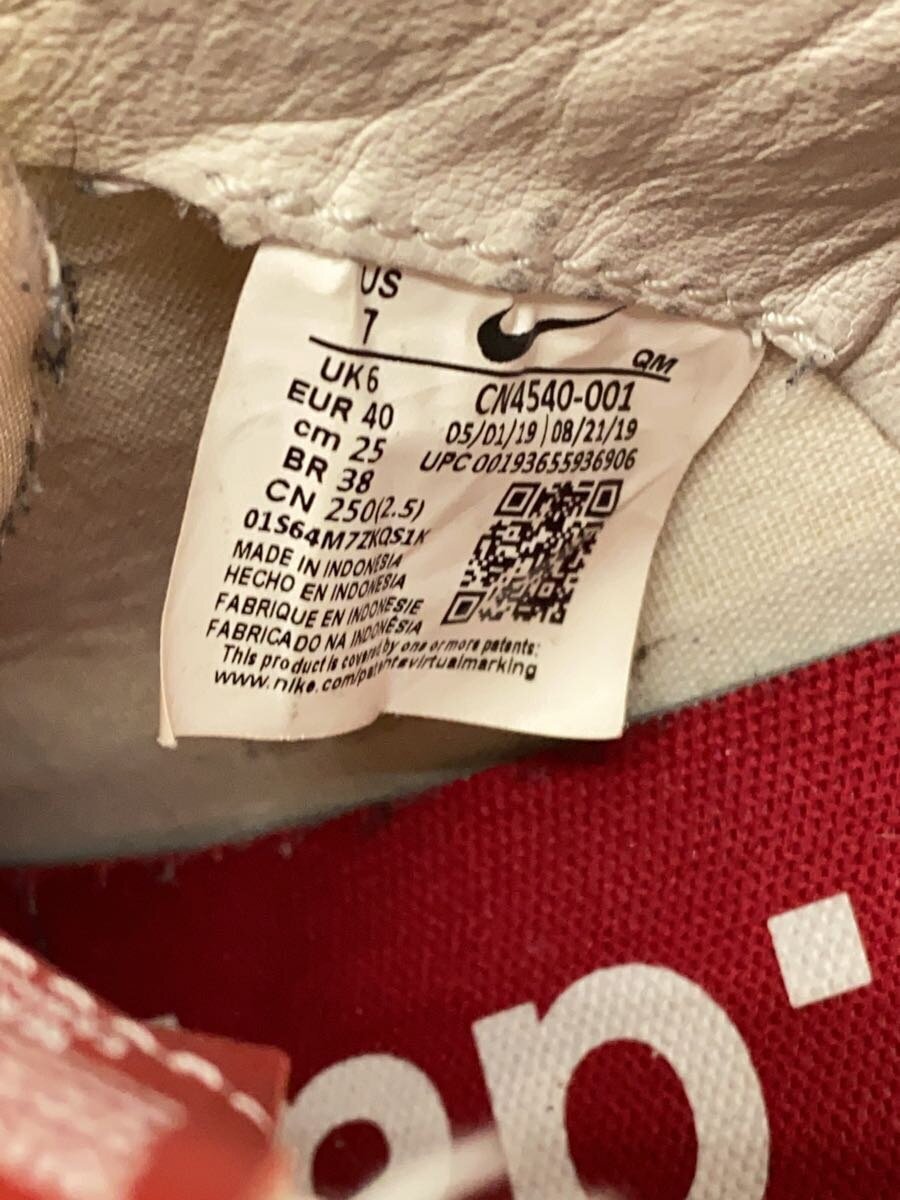 US
7
QM
UK6
EUR 40
cm 25
BR 38
CN 250(2.5)
01S64M7ZKQS1K
CN4540-001
05/01/19 | 08/21/19
UPC 00193655936906
MADE IN INDONESIA
HECHO EN INDONESIA
FABRIQUE EN INDONESIE
FABRICADO NA INDONÉSIA
This product is covered by one or more patents:
www.nike.com/patentsvirtualmarking
ep.